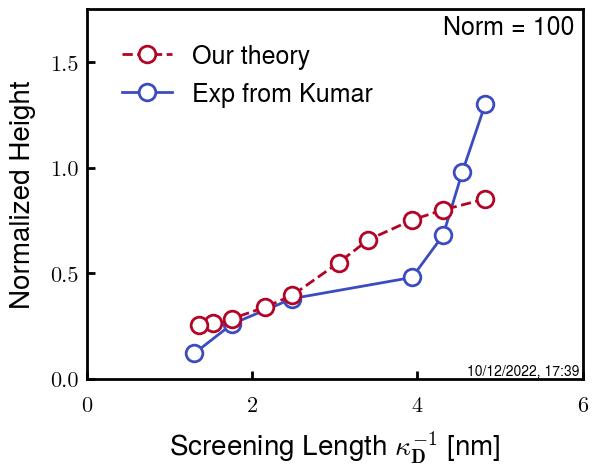 Norm = 100
Our theory
Exp from Kumar
Normalized Height
1.5
1.0
0.5
0.0
10/12/2022, 17:39
0 2 4 6
Screening Length κ_D^{-1} [nm]